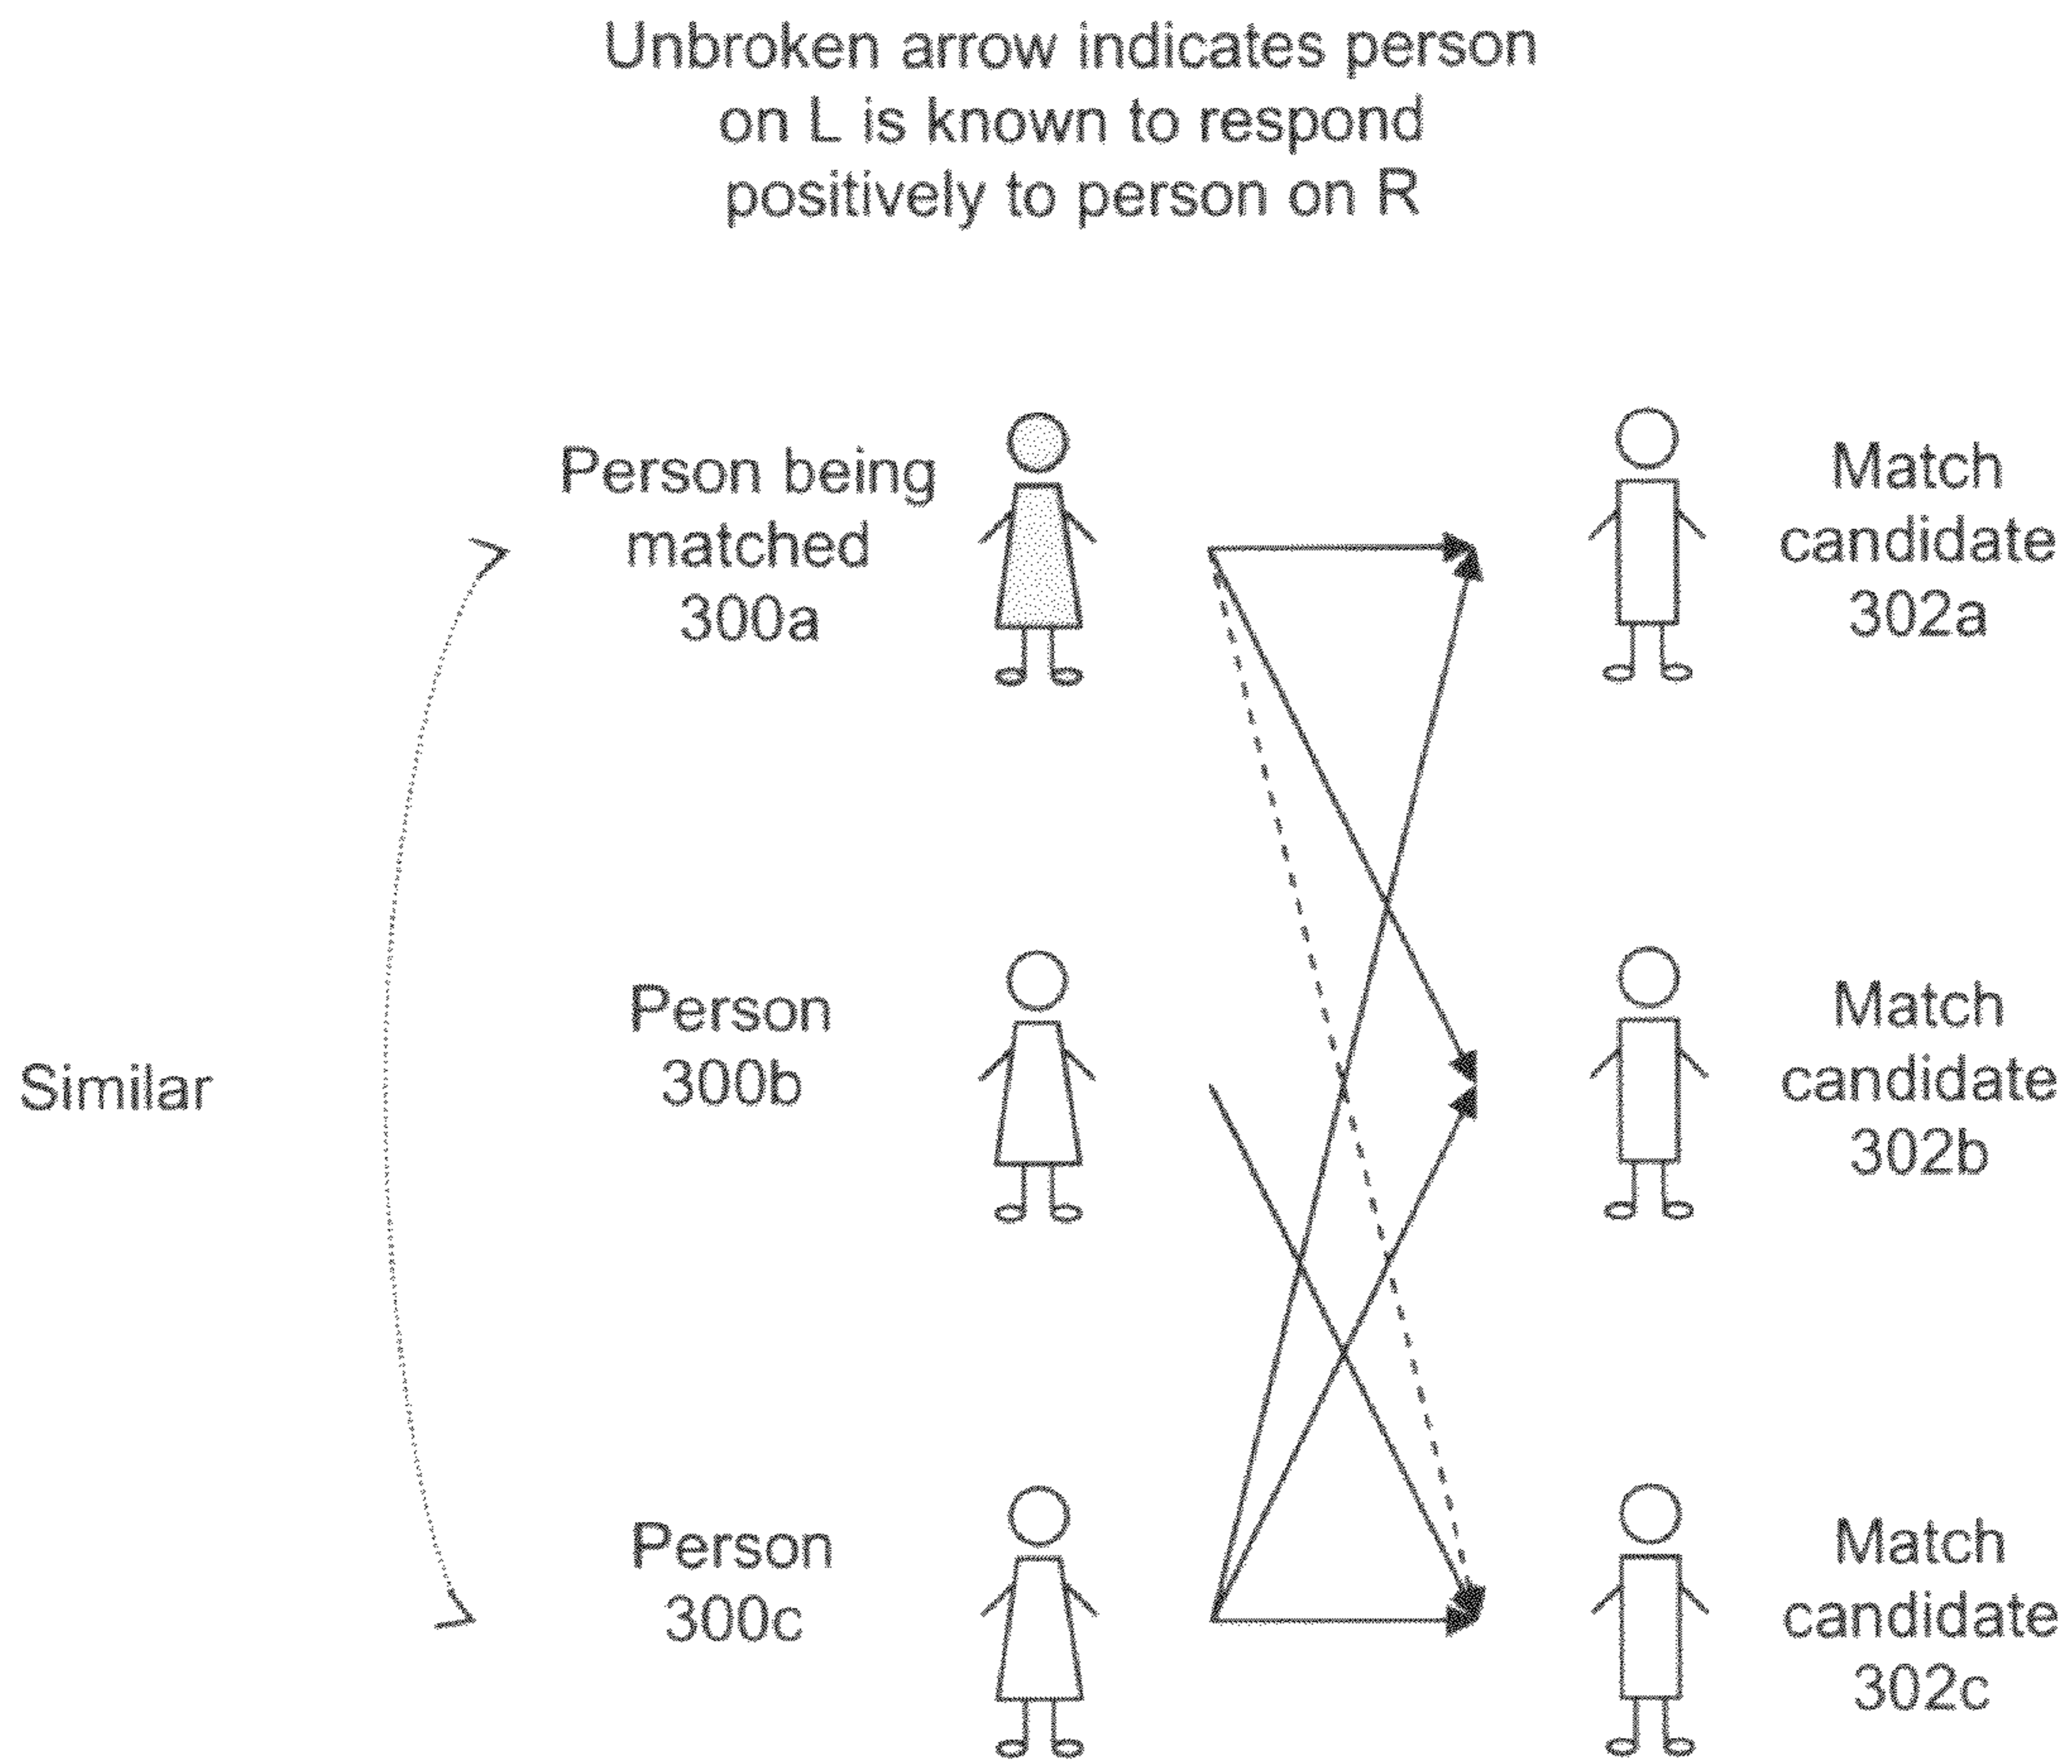 Unbroken arrow indicates person
on L is known to respond
positively to person on R
Person being
matched
300a
Match
candidate
302a
Similar
Person
300b
Match
candidate
302b
Person
300c
Match
candidate
302c